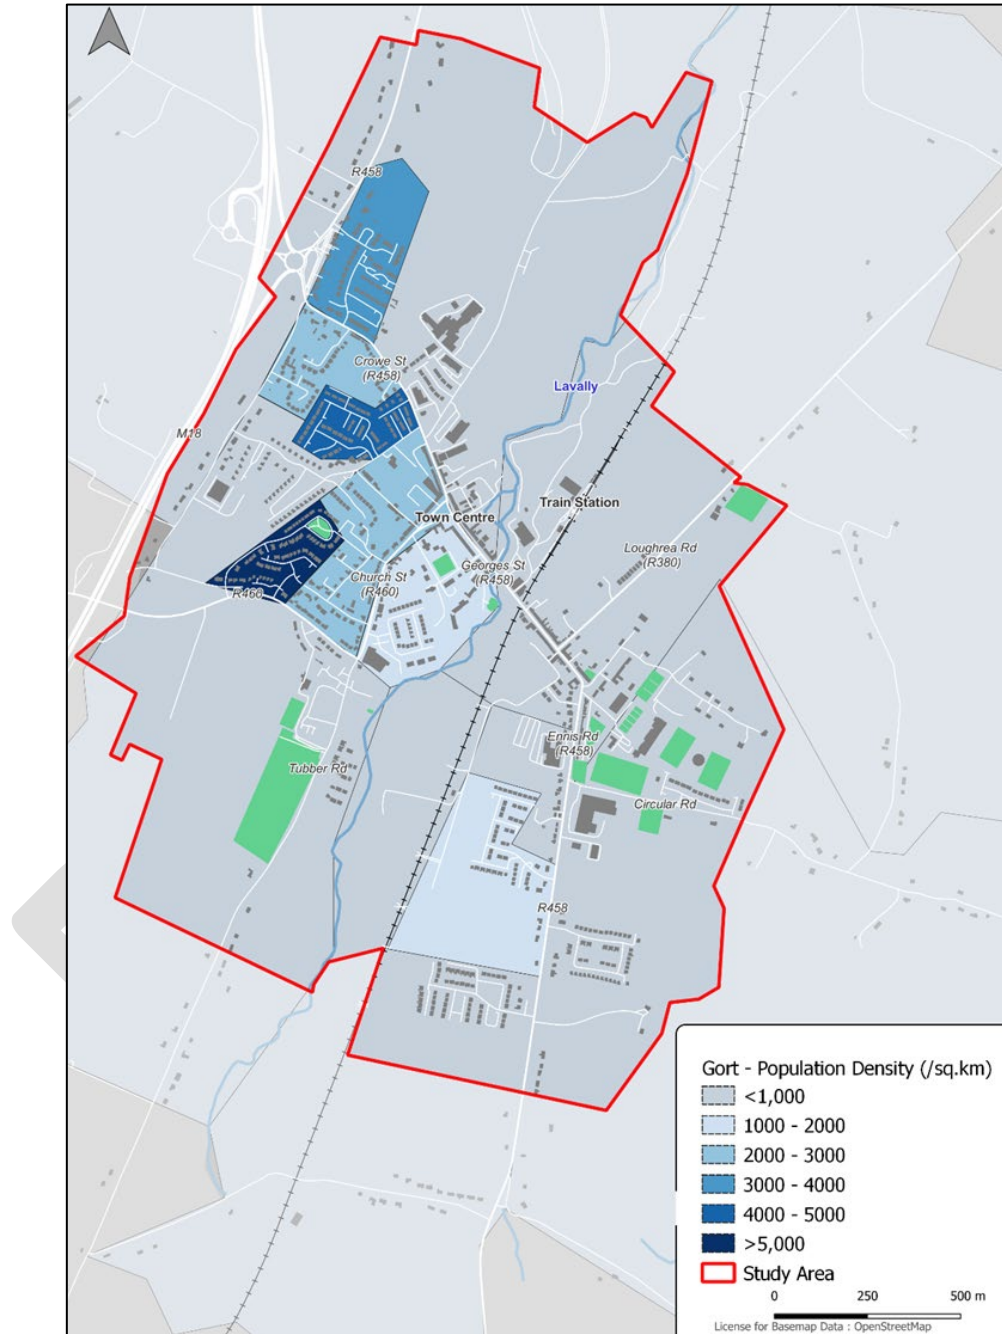 R458
Crowe St
(R458)
Lavally
M18
Train Station
Town Centre
Loughrea Rd
(R380)
Georges St
(R458)
Church St
(R460)
R460
Ennis Rd
(R458)
Tubber Rd
Circular Rd
R458
Gort - Population Density (/sq.km)
<1,000
1000 - 2000
2000 - 3000
3000 - 4000
4000 - 5000
>5,000
Study Area
0 250 500 m
License for Basemap Data : OpenStreetMap